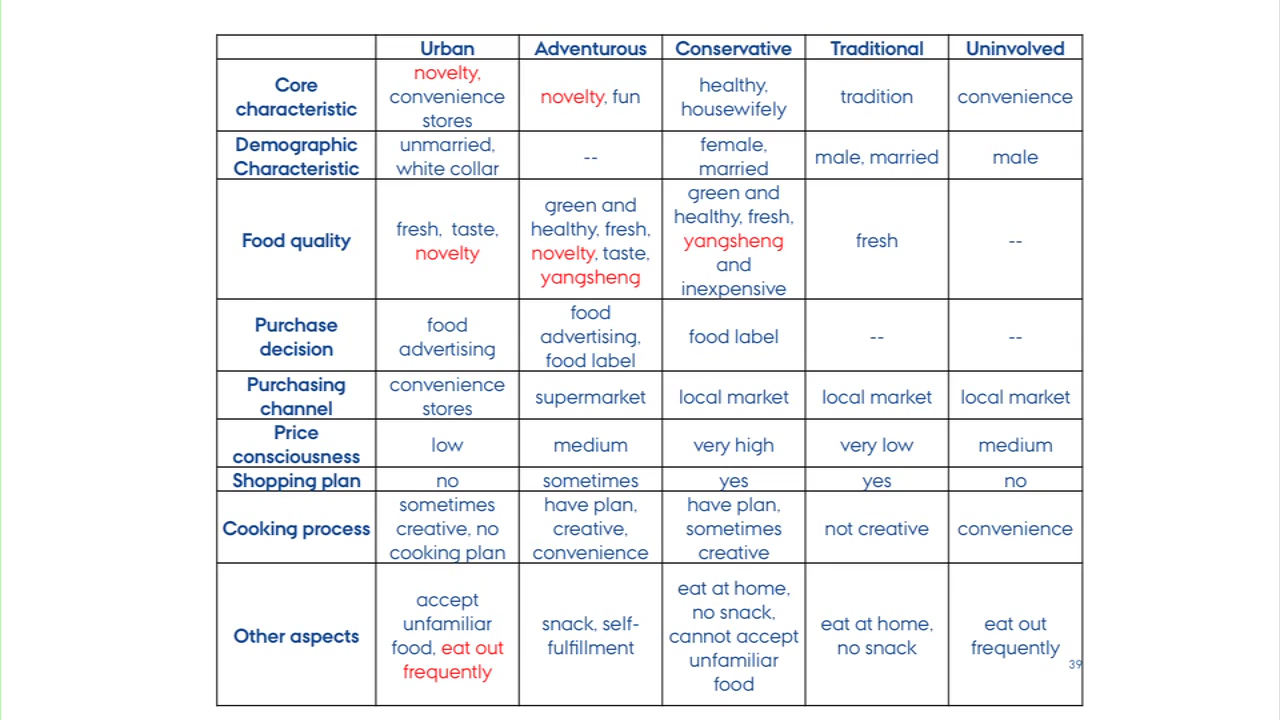 Urban Adventurous Conservative Traditional Uninvolved
Core
characteristic
novelty,
convenience
stores
novelty, fun
healthy,
housewifely
tradition
convenience
Demographic
Characteristic
unmarried,
white collar
--
female,
married
male, married
male
Food quality
fresh, taste,
novelty
green and
healthy, fresh,
novelty, taste,
yangsheng
green and
healthy, fresh,
yangsheng
and
inexpensive
fresh
--
Purchase
decision
food
advertising
food
advertising,
food label
food label
--
--
Purchasing
channel
convenience
stores
supermarket
local market
local market
local market
Price
consciousness
low
medium
very high
very low
medium
Shopping plan
no
sometimes
yes
yes
no
Cooking process
sometimes
creative, no
cooking plan
have plan,
creative,
convenience
have plan,
sometimes
creative
not creative
convenience
Other aspects
accept
unfamiliar
food, eat out
frequently
snack, self-
fulfillment
eat at home,
no snack,
cannot accept
unfamiliar
food
eat at home,
no snack
eat out
frequently
39